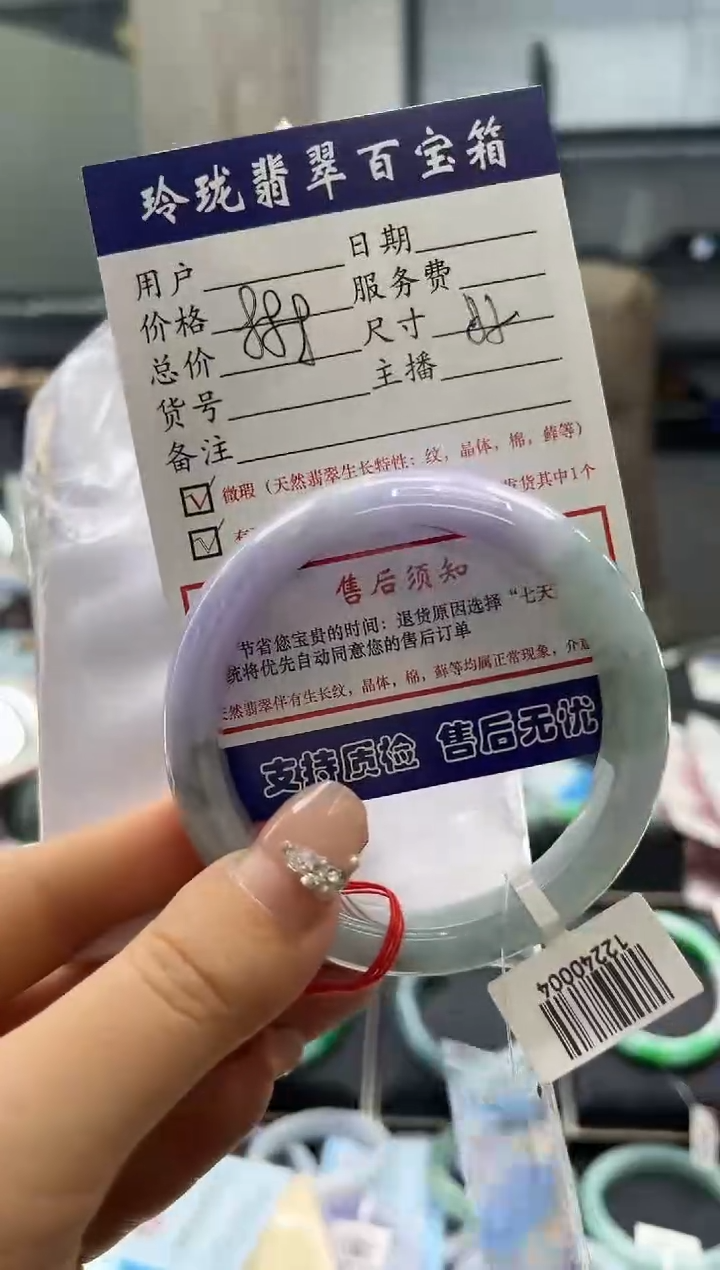 玲珑翡翠百宝箱
用户 日期
价格 服务费
总价 尺寸
货号 主播
备注
微瑕（天然翡翠生长特性：纹，晶体，棉，藓等）
发货其中1个
售后须知
节省您宝贵的时间：退货原因选择“七天
统将优先自动同意您的售后订单
天然翡翠伴有生长纹，晶体，棉，藓等均属正常现象，介意
支持质检 售后无忧
12240004